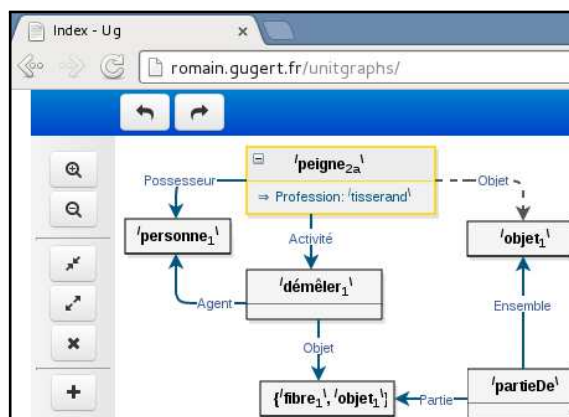 Index - Ug
romain.gugert.fr/unitgraphs/
/peigne2a\
⇒ Profession: /tisserand\
Possesseur
Objet
/personne1\
/objet1\
Activité
/démêler1\
Agent
Ensemble
Objet
{/fibre1\, /objet1\}
Partie
/partieDe\